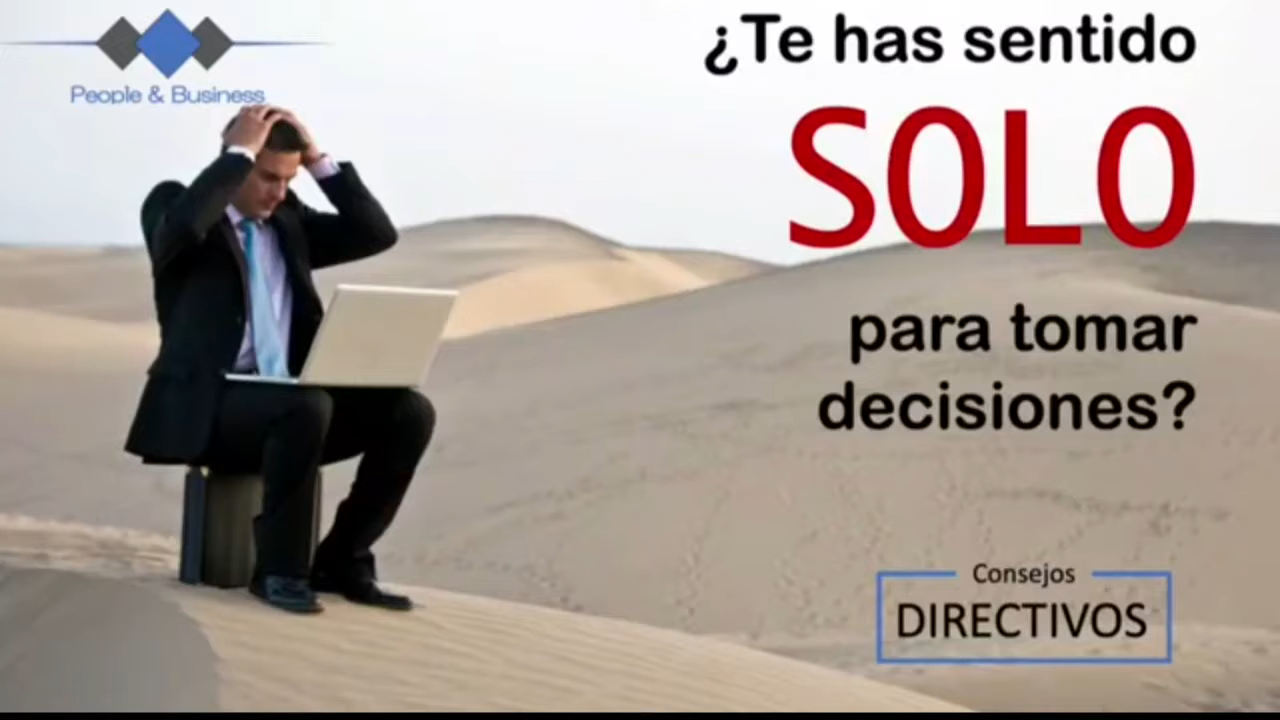 People & Business
¿Te has sentido
SOLO
para tomar
decisiones?
Consejos
DIRECTIVOS